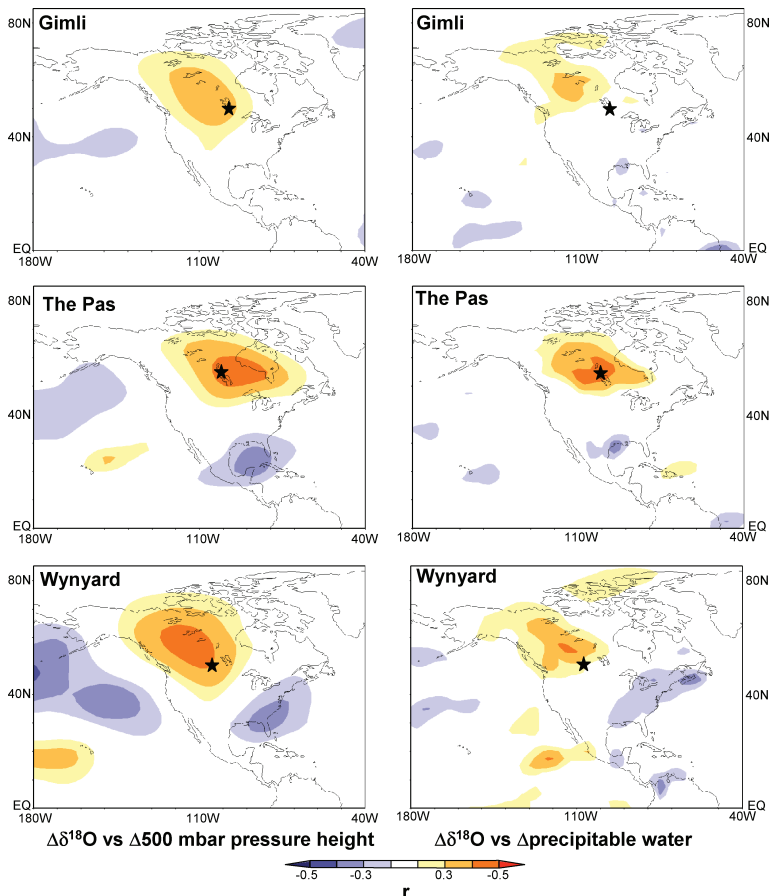 Gimli
80N
40N
EQ
180W 110W 40W
Gimli
80N
40N
EQ
180W 110W 40W
The Pas
80N
40N
EQ
180W 110W 40W
The Pas
80N
40N
EQ
180W 110W 40W
Wynyard
80N
40N
EQ
180W 110W 40W
Wynyard
80N
40N
EQ
180W 110W 40W
Δδ¹⁸O vs Δ500 mbar pressure height
Δδ¹⁸O vs Δprecipitable water
-0.5 -0.3 0.3 0.5
r